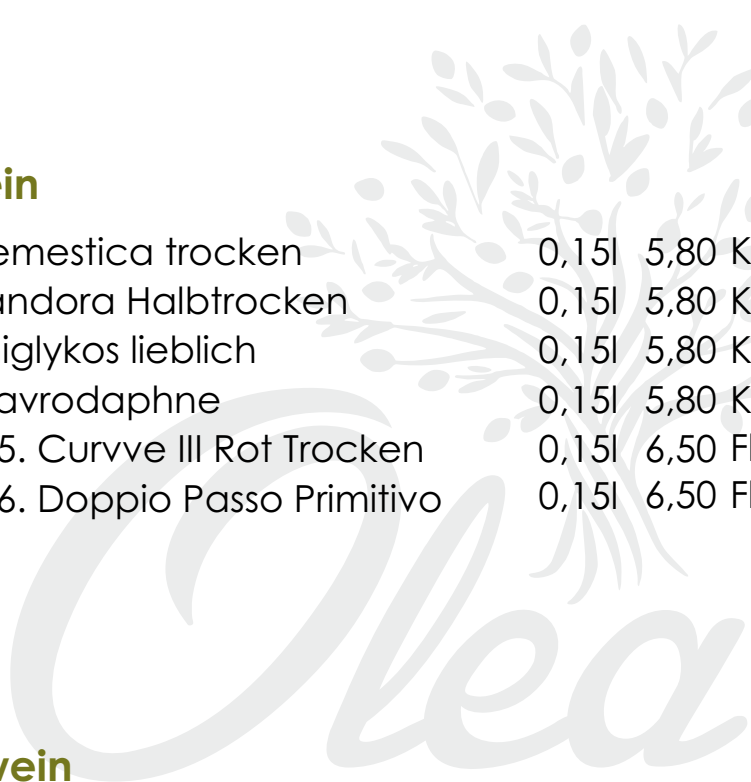 ein
emestica trocken 0,15l 5,80 K
andora Halbtrocken 0,15l 5,80 K
iglykos lieblich 0,15l 5,80 K
avrodaphne 0,15l 5,80 K
5. Curvve III Rot Trocken 0,15l 6,50 Fl
6. Doppio Passo Primitivo 0,15l 6,50 Fl
Olea
vein